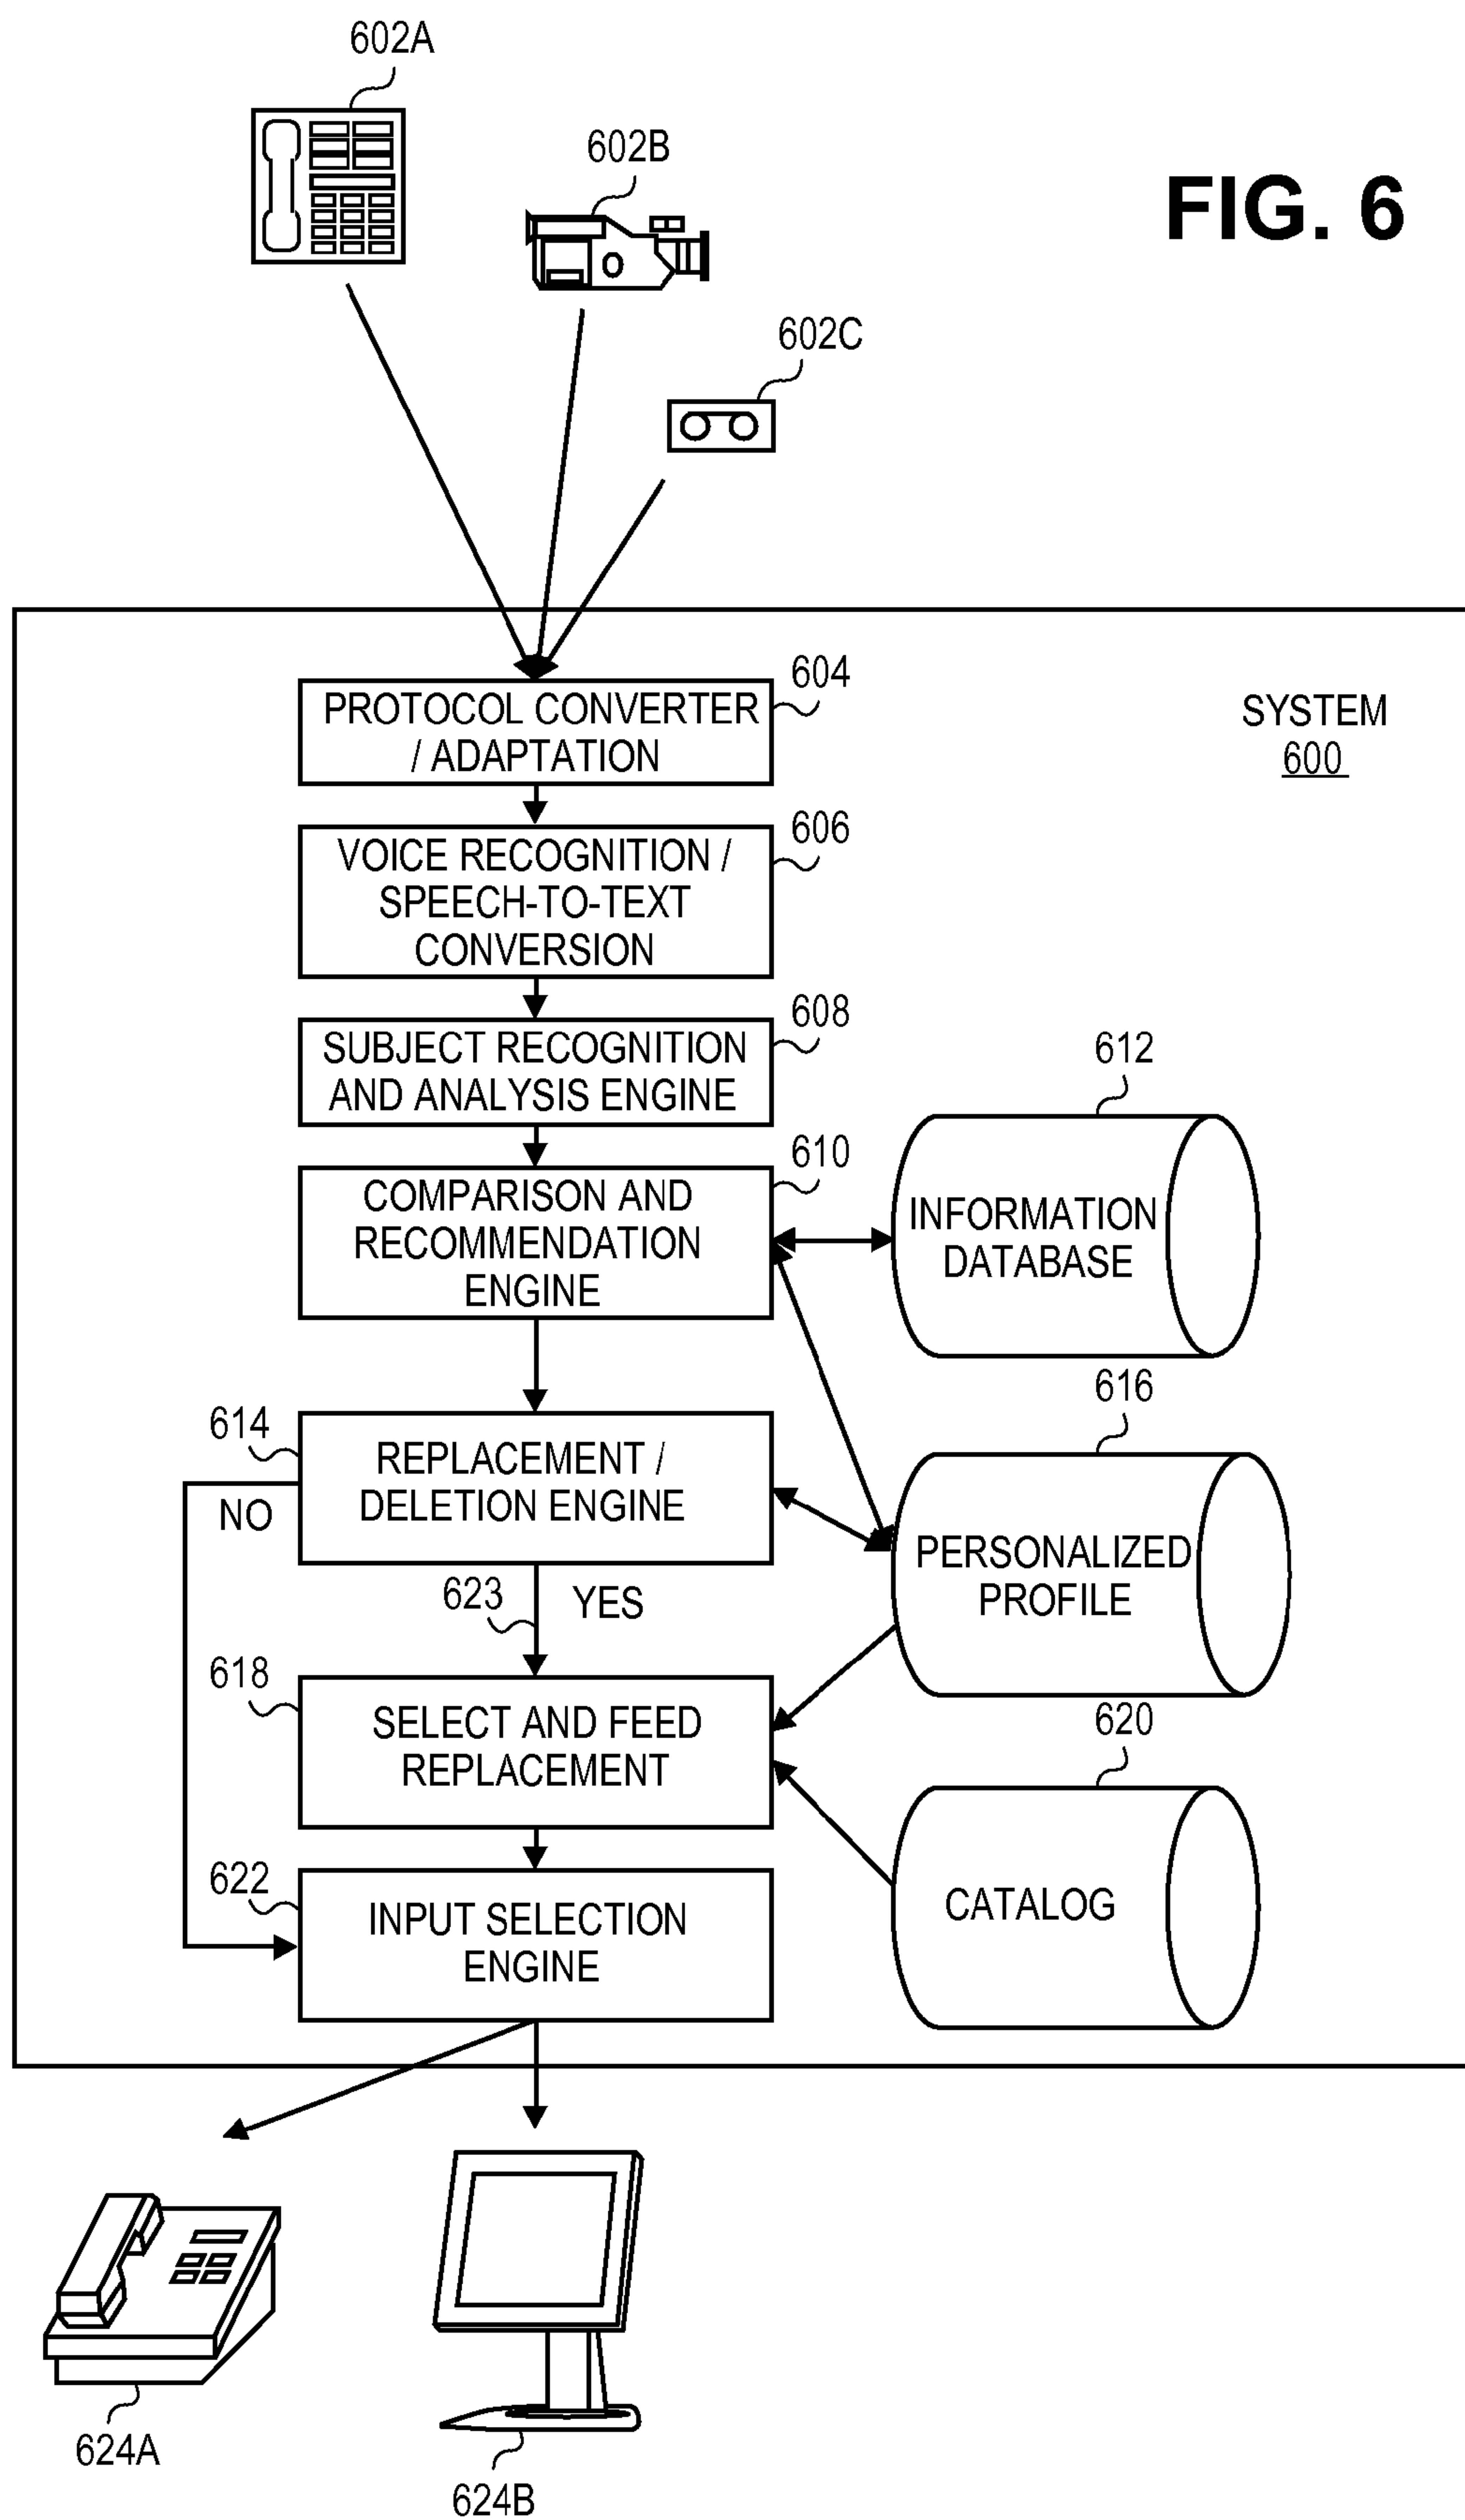 602A
602B
FIG. 6
602C
604
PROTOCOL CONVERTER
/ ADAPTATION
SYSTEM
600
606
VOICE RECOGNITION /
SPEECH-TO-TEXT
CONVERSION
608
SUBJECT RECOGNITION
AND ANALYSIS ENGINE
612
610
COMPARISON AND
RECOMMENDATION
ENGINE
INFORMATION
DATABASE
616
614
REPLACEMENT /
DELETION ENGINE
NO
PERSONALIZED
PROFILE
623
YES
618
SELECT AND FEED
REPLACEMENT
620
622
INPUT SELECTION
ENGINE
CATALOG
624A
624B